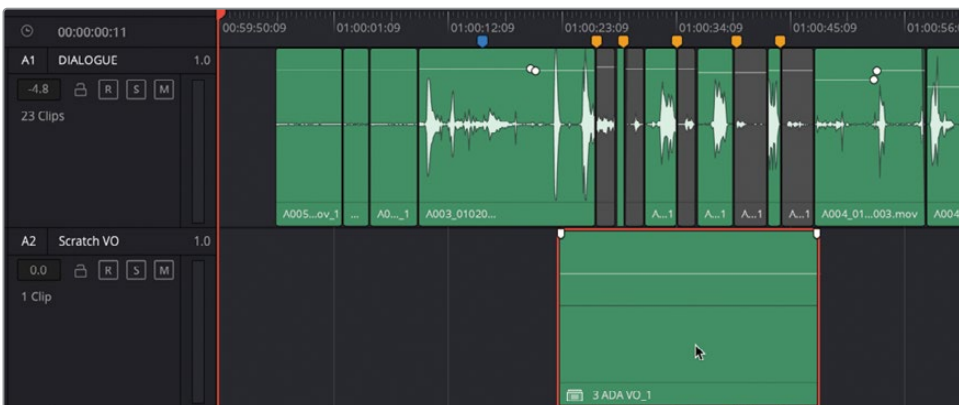 00:00:00:11
00:59:50:09 01:00:01:09 01:00:12:09 01:00:23:09 01:00:34:09 01:00:45:09 01:00:56:
A1 DIALOGUE 1.0
-4.8 R S M
23 Clips
A005...ov_1 ... A0..._1 A003_01020... A...1 A...1 A...1 A...1 A004_01...003.mov A004
A2 Scratch VO 1.0
0.0 R S M
1 Clip
3 ADA VO_1